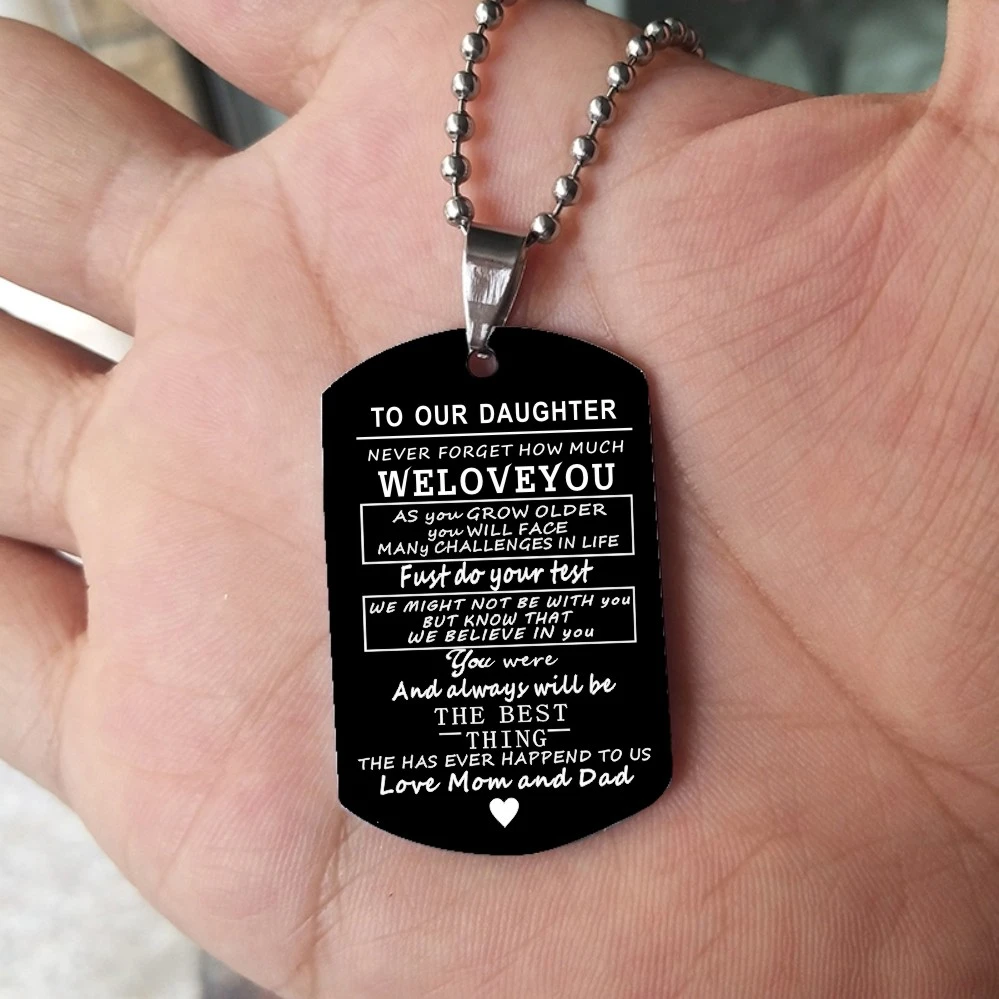 TO OUR DAUGHTER
NEVER FORGET HOW MUCH
WELOVEYOU
AS you GROW OLDER
you WILL FACE
MANy CHALLENGES IN LIFE
Fust do your test
WE MIGHT NOT BE WITH you
BUT KNOW THAT
WE BELIEVE IN you
You were
And always will be
THE BEST
THING
THE HAS EVER HAPPEND TO US
Love Mom and Dad